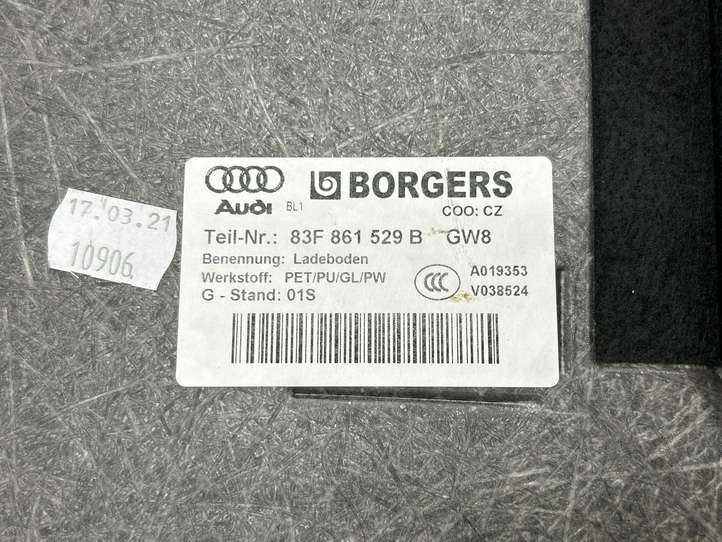 17.03.21
10906
Audi BL1 BORGERS
COO: CZ
Teil-Nr.: 83F 861 529 B GW8
Benennung: Ladeboden
Werkstoff: PET/PU/GL/PW
G - Stand: 01S
CCC
A019353
V038524